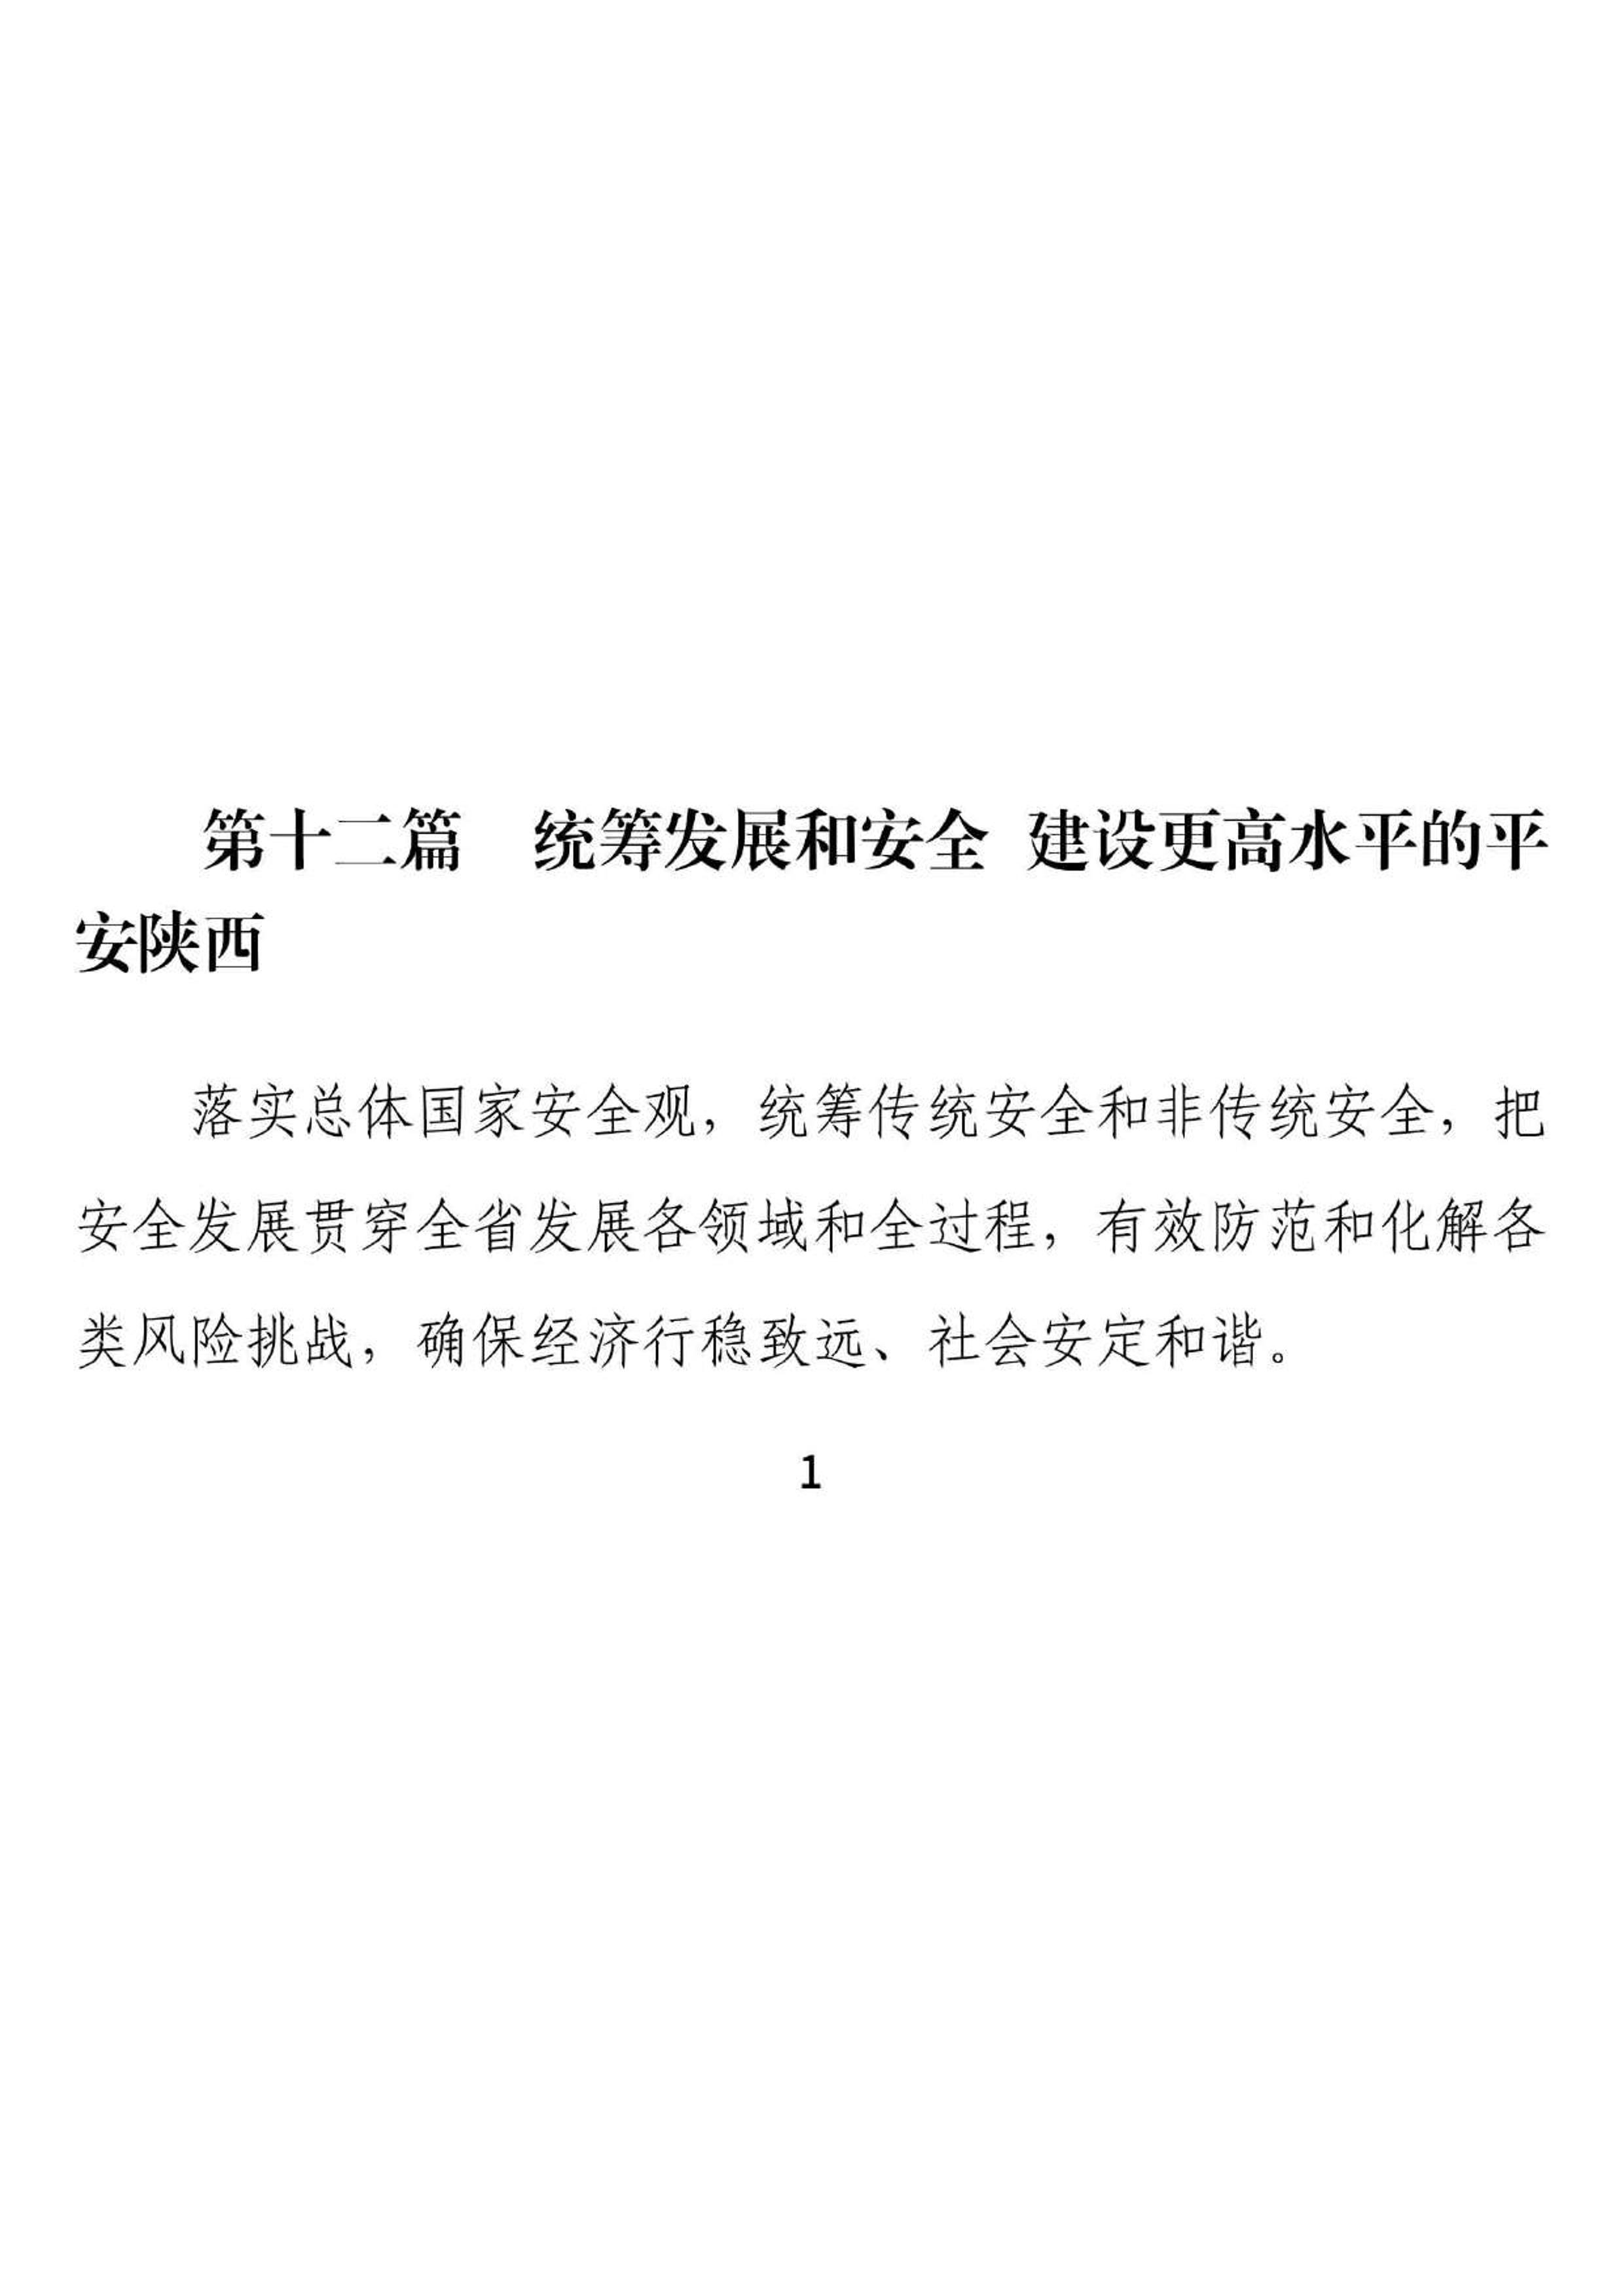 第十二篇　统筹发展和安全 建设更高水平的平
安陕西
落实总体国家安全观，统筹传统安全和非传统安全，把
安全发展贯穿全省发展各领域和全过程，有效防范和化解各
类风险挑战，确保经济行稳致远、社会安定和谐。
1